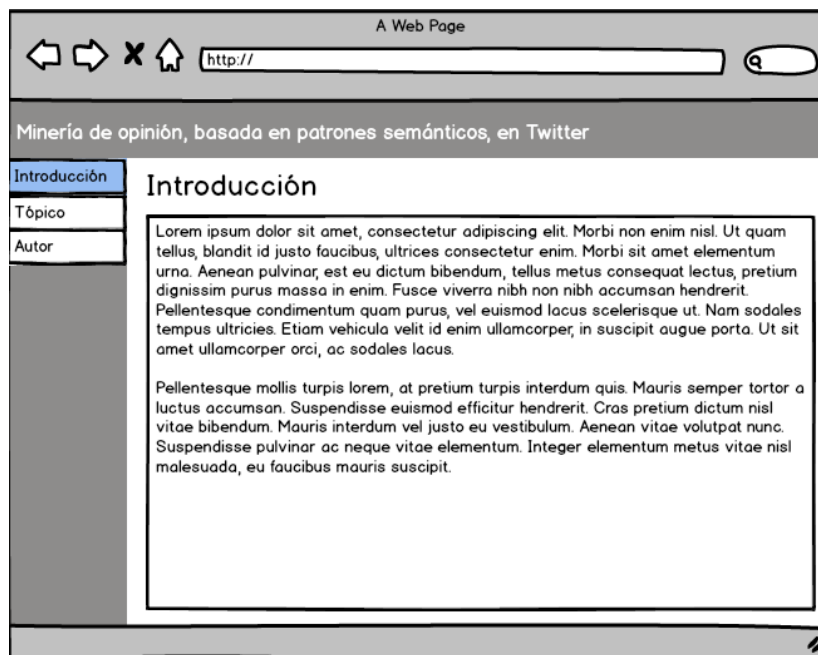 A Web Page
http://
Minería de opinión, basada en patrones semánticos, en Twitter
Introducción
Tópico
Autor
Introducción
Lorem ipsum dolor sit amet, consectetur adipiscing elit. Morbi non enim nisl. Ut quam
tellus, blandit id justo faucibus, ultrices consectetur enim. Morbi sit amet elementum
urna. Aenean pulvinar, est eu dictum bibendum, tellus metus consequat lectus, pretium
dignissim purus massa in enim. Fusce viverra nibh non nibh accumsan hendrerit.
Pellentesque condimentum quam purus, vel euismod lacus scelerisque ut. Nam sodales
tempus ultricies. Etiam vehicula velit id enim ullamcorper, in suscipit augue porta. Ut sit
amet ullamcorper orci, ac sodales lacus.
Pellentesque mollis turpis lorem, at pretium turpis interdum quis. Mauris semper tortor a
luctus accumsan. Suspendisse euismod efficitur hendrerit. Cras pretium dictum nisl
vitae bibendum. Mauris interdum vel justo eu vestibulum. Aenean vitae volutpat nunc.
Suspendisse pulvinar ac neque vitae elementum. Integer elementum metus vitae nisl
malesuada, eu faucibus mauris suscipit.